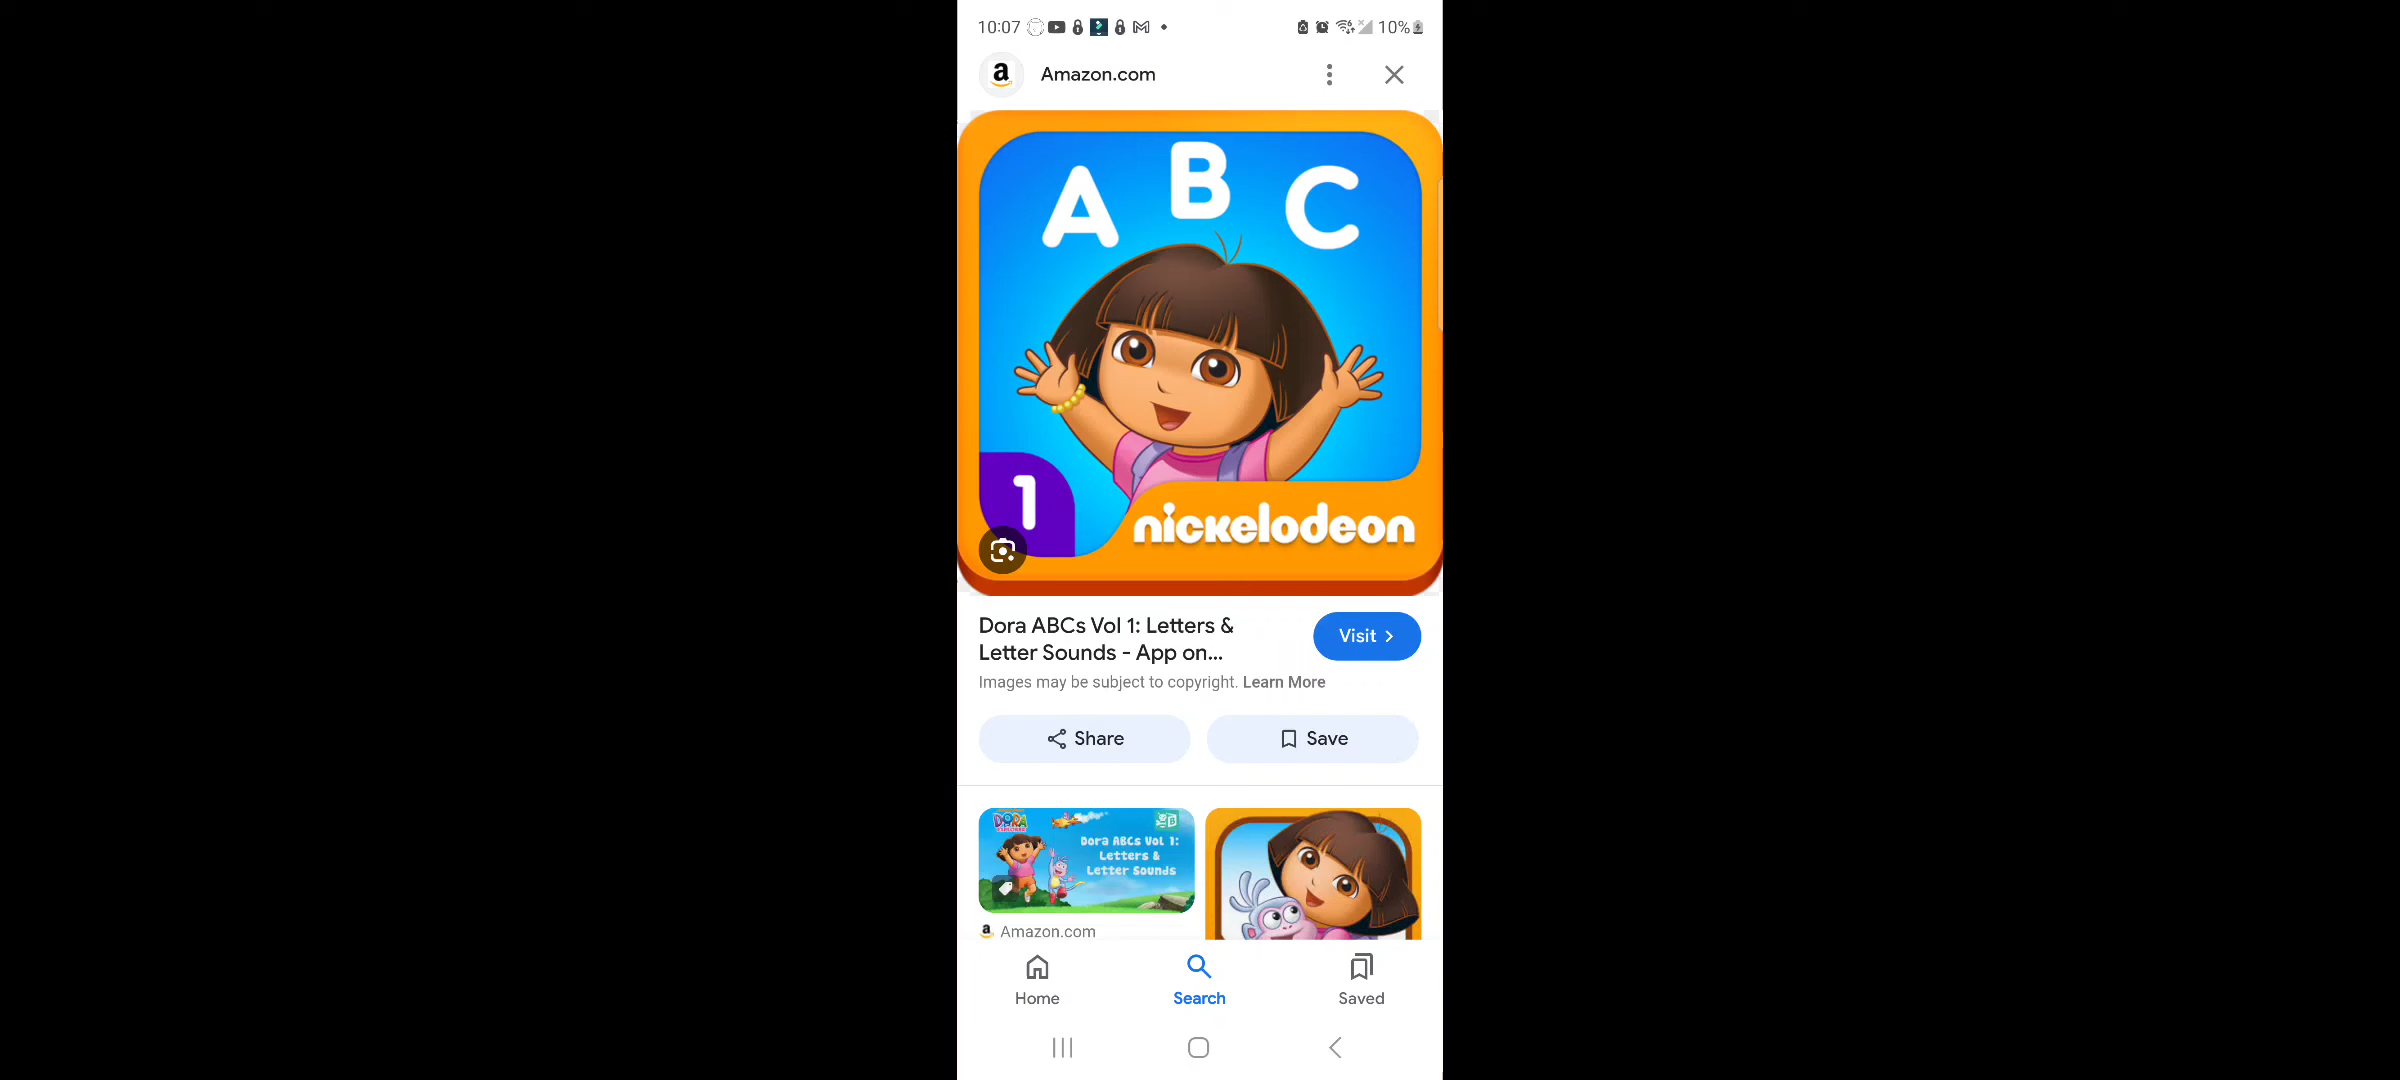 10:07
10%
a Amazon.com
A B C
1
nickelodeon
Dora ABCs Vol 1: Letters &
Letter Sounds - App on...
Visit
Images may be subject to copyright. Learn More
Share
Save
DORA
Dora ABCs Vol 1:
Letters &
Letter Sounds
a Amazon.com
Home
Search
Saved